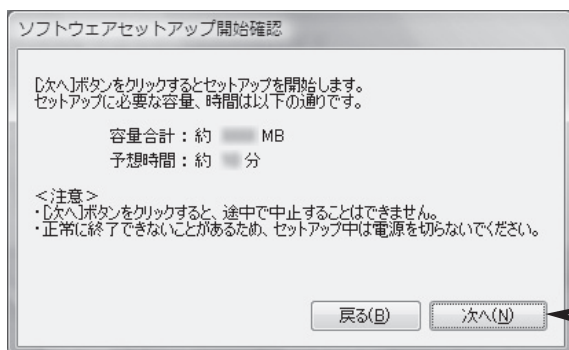 ソフトウェアセットアップ開始確認
[次へ]ボタンをクリックするとセットアップを開始します。
セットアップに必要な容量、時間は以下の通りです。
容量合計:約 MB
予想時間:約 分
<注意>
・[次へ]ボタンをクリックすると、途中で中止することはできません。
・正常に終了できないことがあるため、セットアップ中は電源を切らないでください。
戻る(B)
次へ(N)